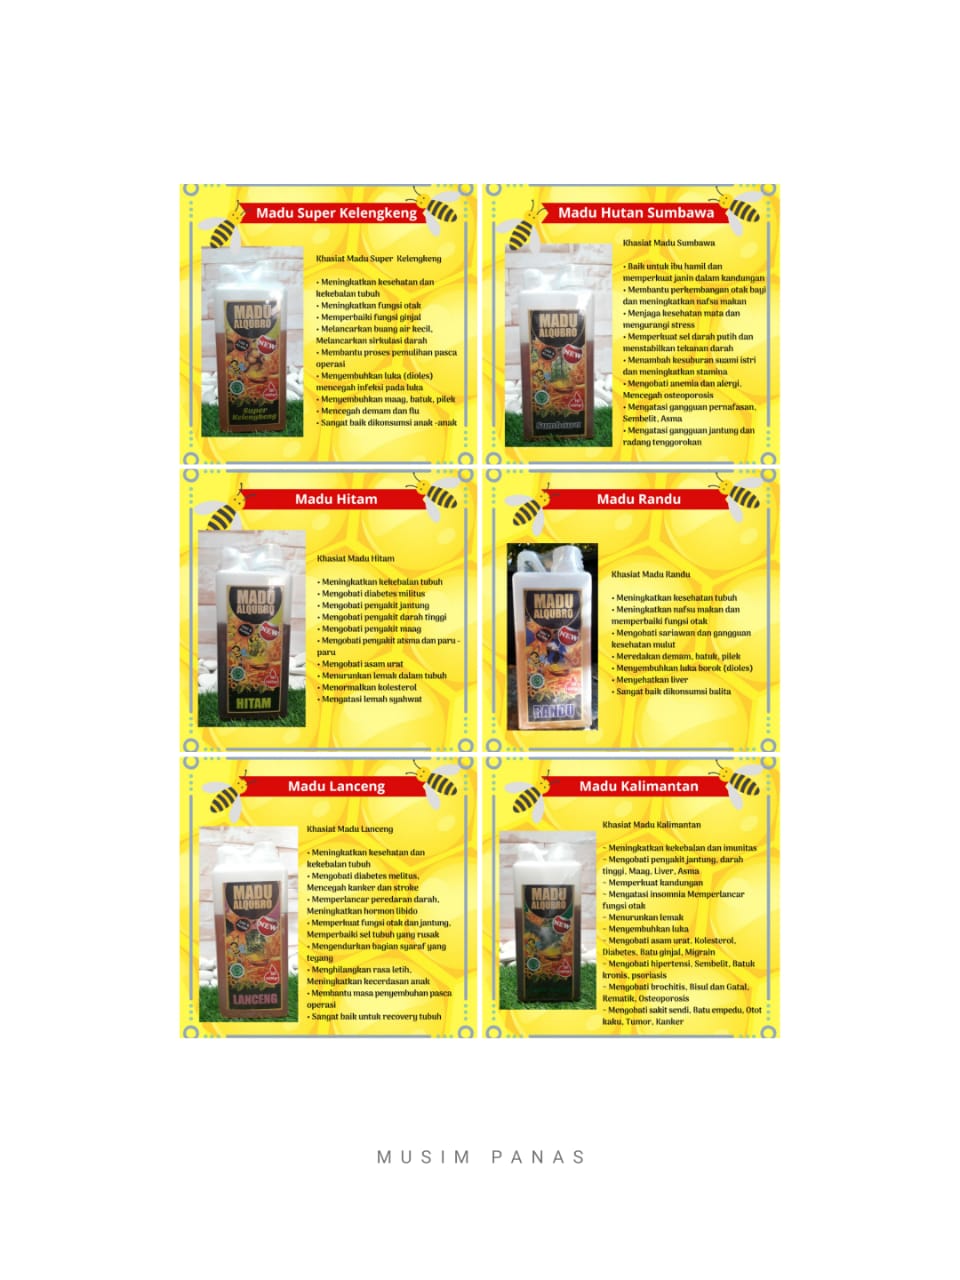 Madu Super Kelengkeng
Khasiat Madu Super Kelengkeng
• Meningkatkan kesehatan dan
kekebalan tubuh
• Meningkatkan fungsi otak
• Memperbaiki fungsi ginjal
• Melancarkan buang air kecil,
Melancarkan sirkulasi darah
• Membantu proses pemulihan pasca
operasi
• Menyembuhkan luka (dioles)
mencegah infeksi pada luka
• Menyembuhkan maag, batuk, pilek
• Mencegah demam dan flu
• Sangat baik dikonsumsi anak -anak
MADU
ALQUBRO
NEW
Super
Kelengkeng
Madu Hutan Sumbawa
Khasiat Madu Sumbawa
• Baik untuk ibu hamil dan
memperkuat janin dalam kandungan
• Membantu perkembangan otak bayi
dan meningkatkan nafsu makan
• Menjaga kesehatan mata dan
mengurangi stress
• Memperkuat sel darah putih dan
menstabilkan tekanan darah
• Menambah kesuburan suami istri
dan meningkatkan stamina
• Mengobati anemia dan alergi,
Mencegah osteoporosis
• Mengatasi gangguan pernafasan,
Sembelit, Asma
• Mengatasi gangguan jantung dan
radang tenggorokan
MADU
ALQUBRO
NEW
Sumbawa
Madu Hitam
Khasiat Madu Hitam
• Meningkatkan kekebalan tubuh
• Mengobati diabetes militus
• Mengobati penyakit jantung
• Mengobati penyakit darah tinggi
• Mengobati penyakit maag
• Mengobati penyakit atsma dan paru -
paru
• Mengobati asam urat
• Menurunkan lemak dalam tubuh
• Menormalkan kolesterol
• Mengatasi lemah syahwat
MADU
ALQUBRO
NEW
HITAM
Madu Randu
Khasiat Madu Randu
• Meningkatkan kesehatan tubuh
• Meningkatkan nafsu makan dan
memperbaiki fungsi otak
• Mengobati sariawan dan gangguan
kesehatan mulut
• Meredakan demam, batuk, pilek
• Menyembuhkan luka borok (dioles)
• Menyehatkan liver
• Sangat baik dikonsumsi balita
MADU
ALQUBRO
NEW
RANDU
Madu Lanceng
Khasiat Madu Lanceng
• Meningkatkan kesehatan dan
kekebalan tubuh
• Mengobati diabetes melitus,
Mencegah kanker dan stroke
• Memperlancar peredaran darah,
Meningkatkan hormon libido
• Memperkuat fungsi otak dan jantung,
Memperbaiki sel tubuh yang rusak
• Mengendurkan bagian syaraf yang
tegang
• Menghilangkan rasa letih,
Meningkatkan kecerdasan anak
• Membantu masa penyembuhan pasca
operasi
• Sangat baik untuk recovery tubuh
MADU
ALQUBRO
NEW
LANCENG
Madu Kalimantan
Khasiat Madu Kalimantan
- Meningkatkan kekebalan dan imunitas
- Mengobati penyakit jantung, darah
tinggi, Maag, Liver, Asma
- Memperkuat kandungan
- Mengatasi insomnia Memperlancar
fungsi otak
- Menurunkan lemak
- Menyembuhkan luka
- Mengobati asam urat, Kolesterol,
Diabetes, Batu ginjal, Migrain
- Mengobati hipertensi, Sembelit, Batuk
kronis, psoriasis
- Mengobati brochitis, Bisul dan Gatal,
Rematik, Osteoporosis
- Mengobati sakit sendi, Batu empedu, Otot
kaku, Tumor, Kanker
MADU
ALQUBRO
NEW
MUSIM PANAS